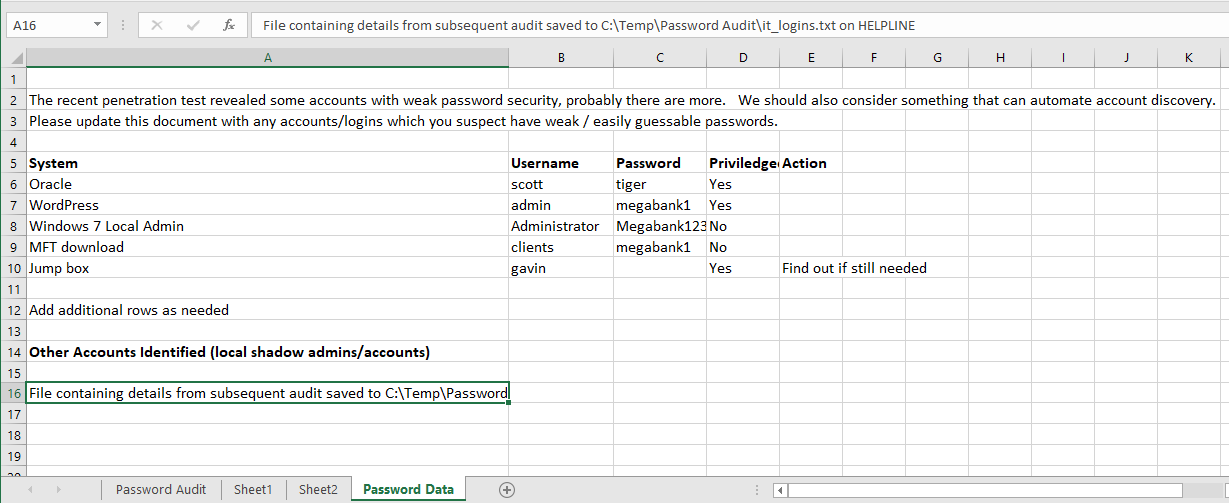 A16 fx File containing details from subsequent audit saved to C:\Temp\Password Audit\it_logins.txt on HELPLINE
A B C D E F G H I J K
1
2 The recent penetration test revealed some accounts with weak password security, probably there are more. We should also consider something that can automate account discovery.
3 Please update this document with any accounts/logins which you suspect have weak / easily guessable passwords.
4
5 System Username Password Priviledge Action
6 Oracle scott tiger Yes
7 WordPress admin megabank1 Yes
8 Windows 7 Local Admin Administrator Megabank123 No
9 MFT download clients megabank1 No
10 Jump box gavin Yes Find out if still needed
11
12 Add additional rows as needed
13
14 Other Accounts Identified (local shadow admins/accounts)
15
16 File containing details from subsequent audit saved to C:\Temp\Password
17
18
19
Password Audit Sheet1 Sheet2 Password Data